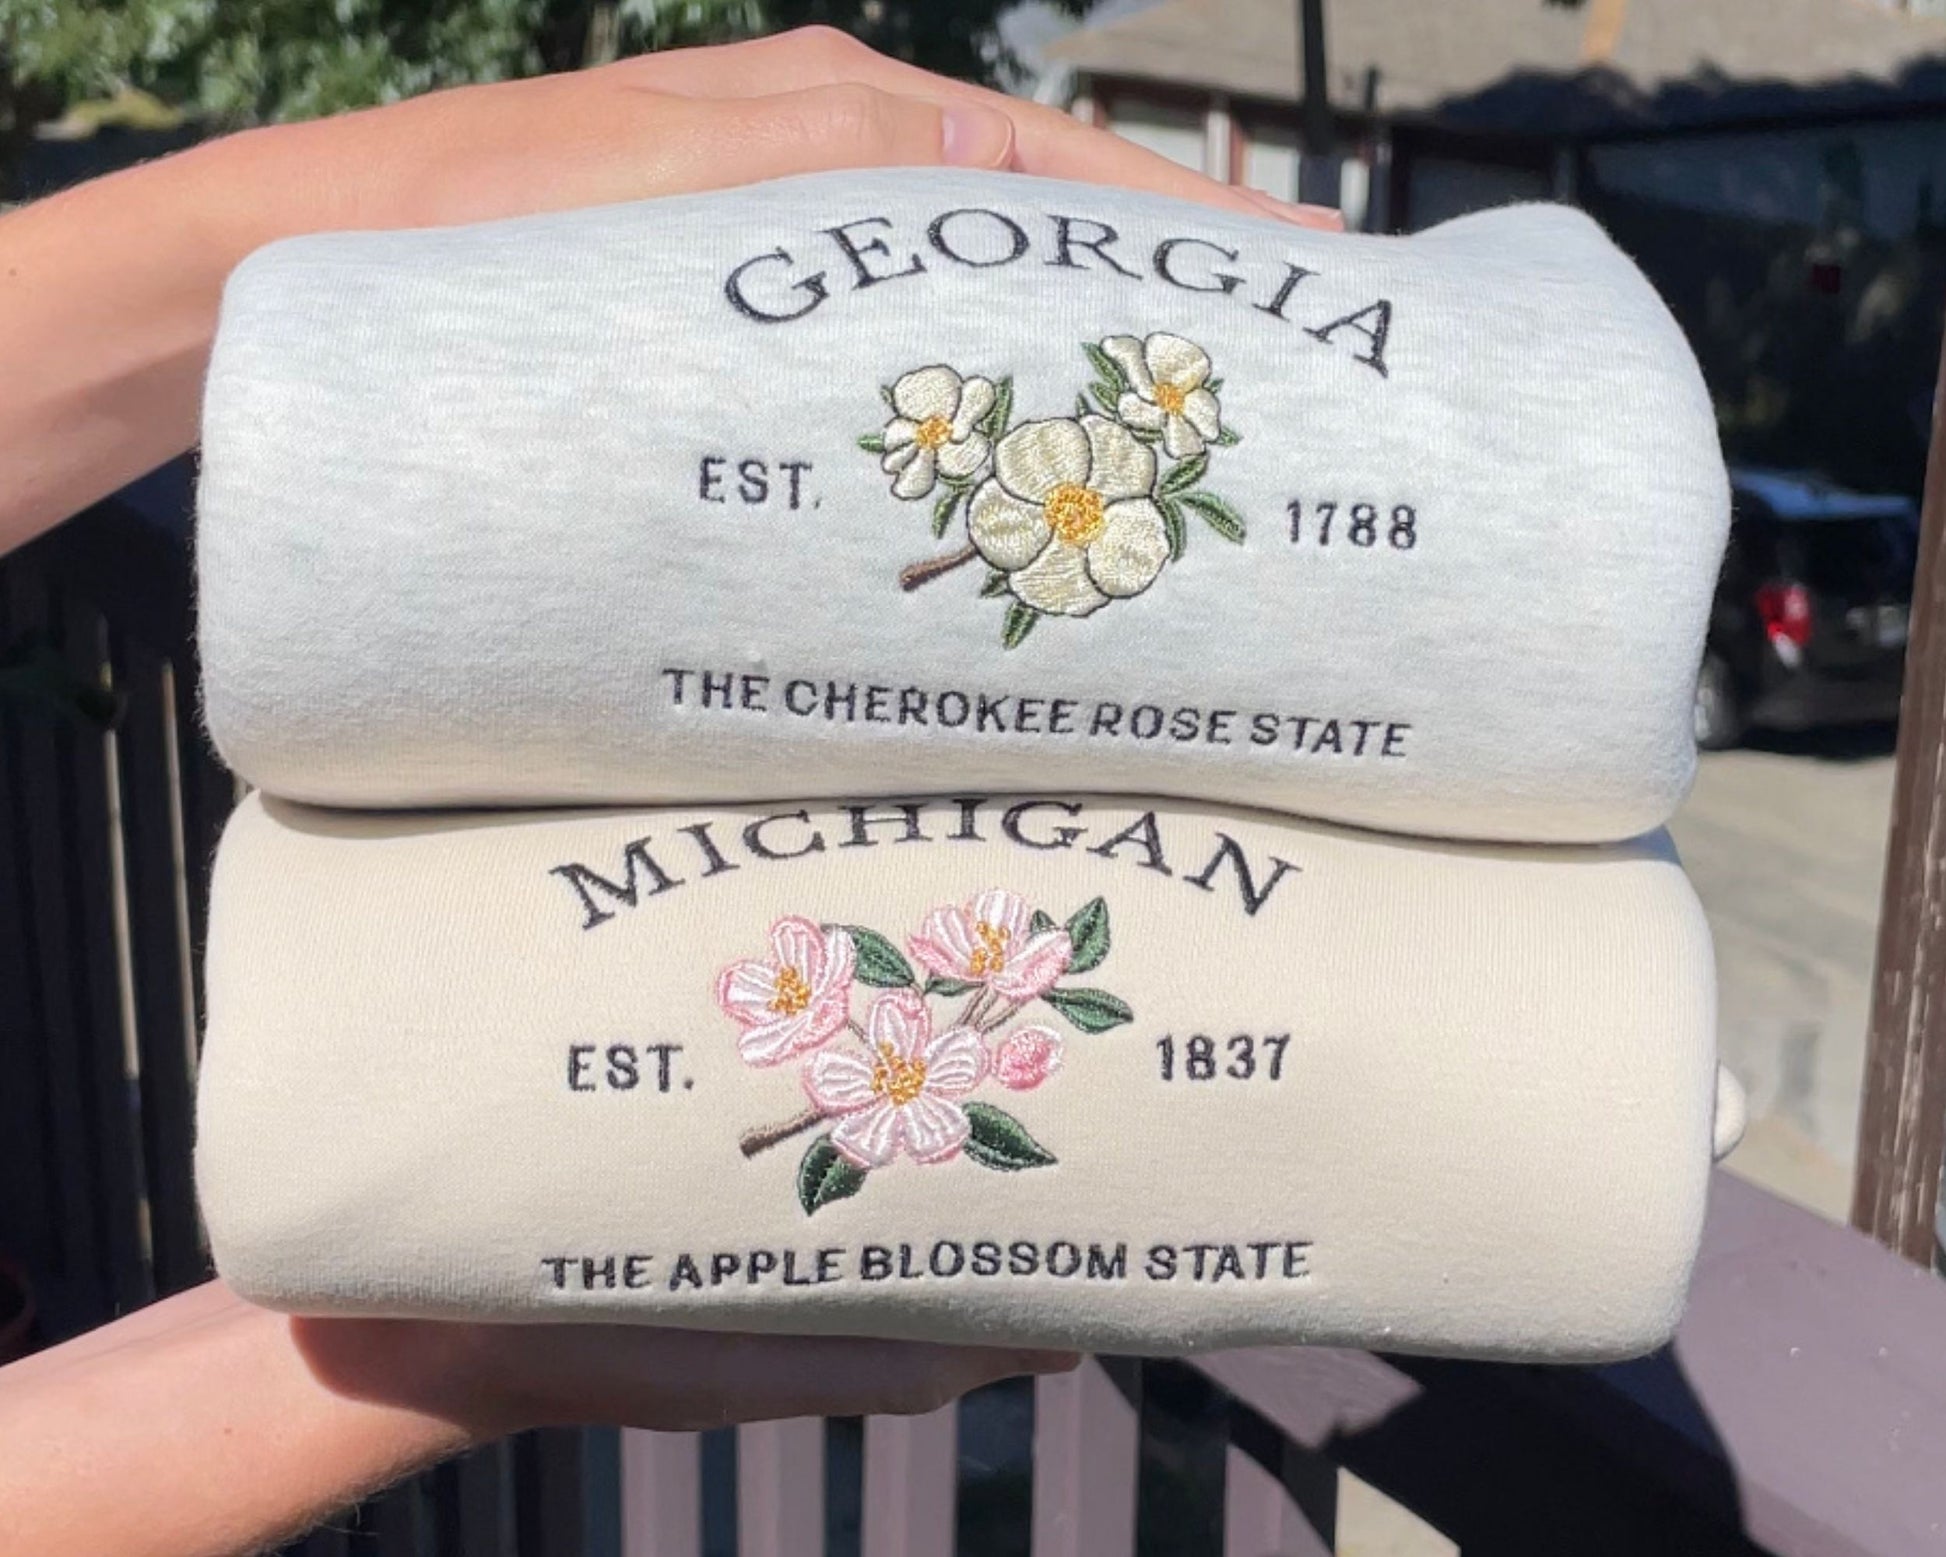 GEORGIA
EST. 1788
THE CHEROKEE ROSE STATE
MICHIGAN
EST. 1837
THE APPLE BLOSSOM STATE